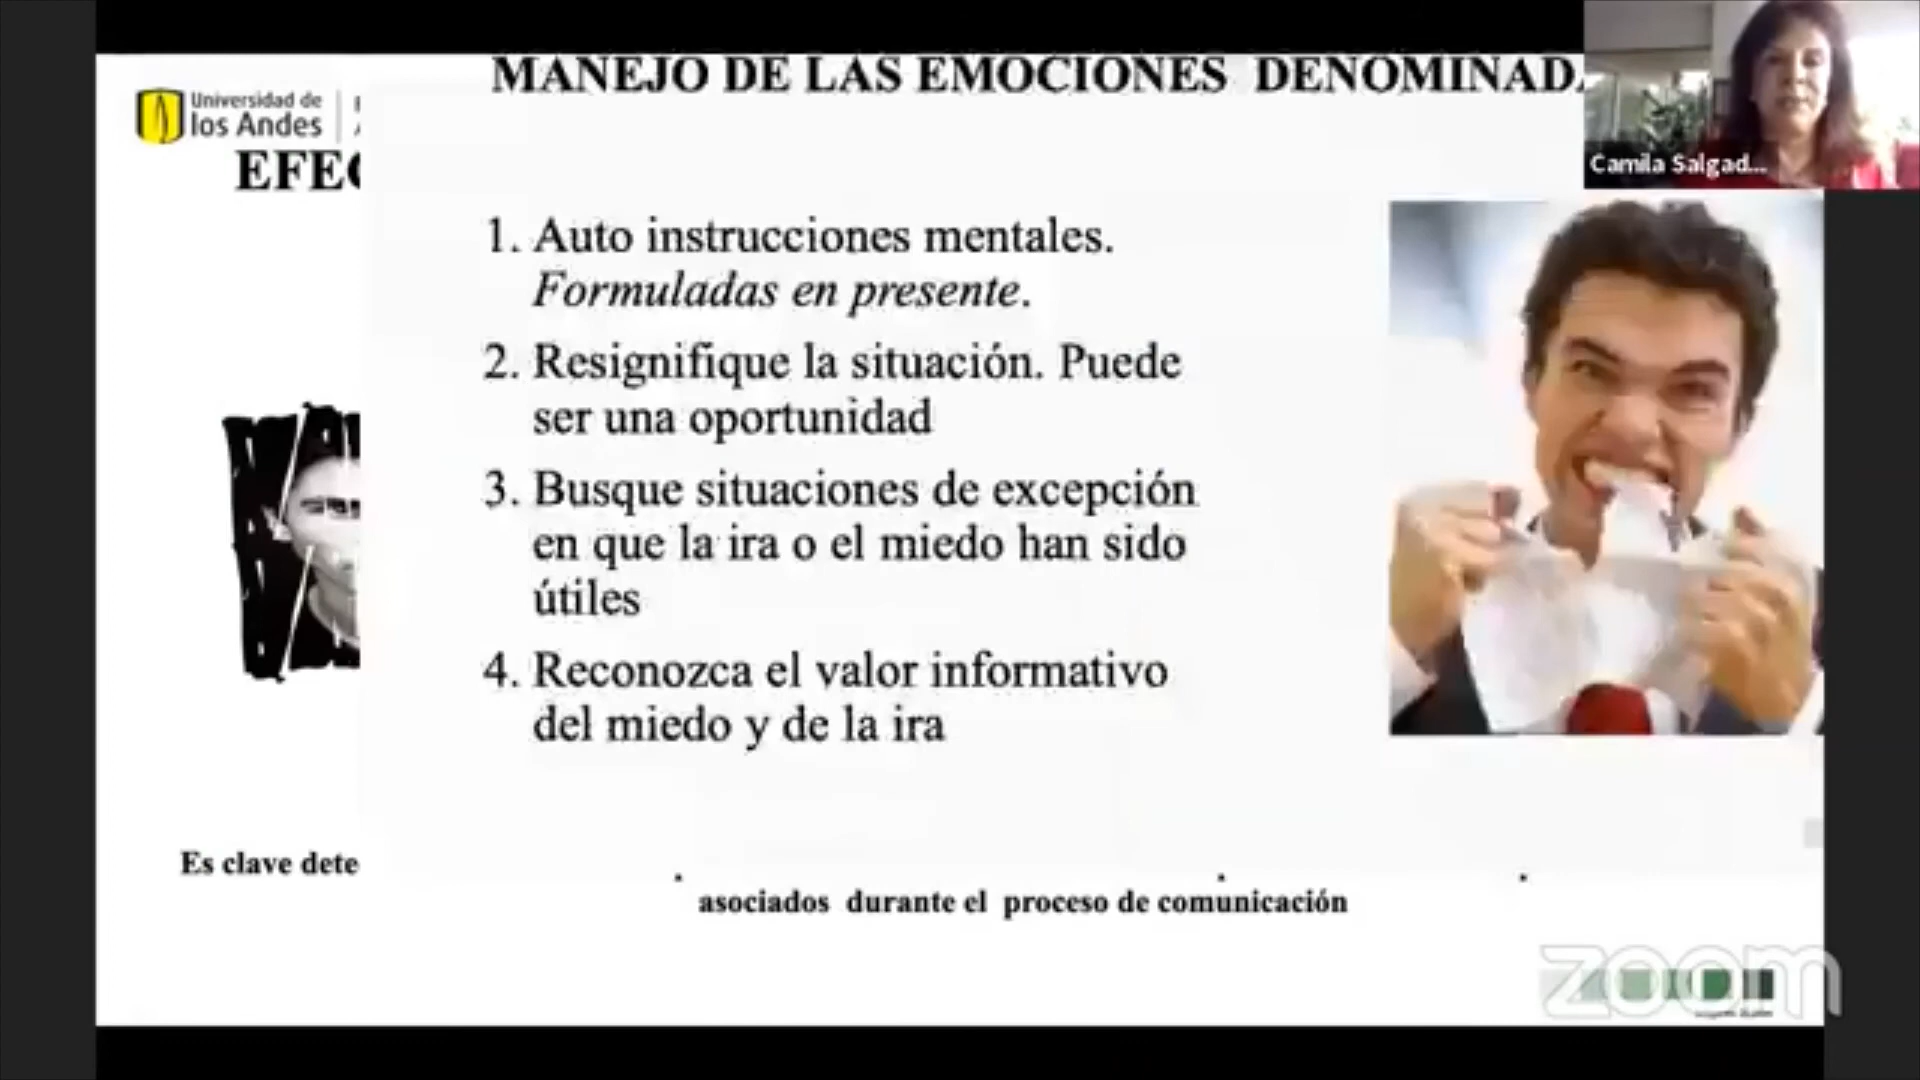 MANEJO DE LAS EMOCIONES DENOMINADA
Camila Salgad...
Universidad de
los Andes
EFEC
1. Auto instrucciones mentales.
Formuladas en presente.
2. Resignifique la situación. Puede
ser una oportunidad
3. Busque situaciones de excepción
en que la ira o el miedo han sido
útiles
4. Reconozca el valor informativo
del miedo y de la ira
Es clave dete
asociados durante el proceso de comunicación
zoom